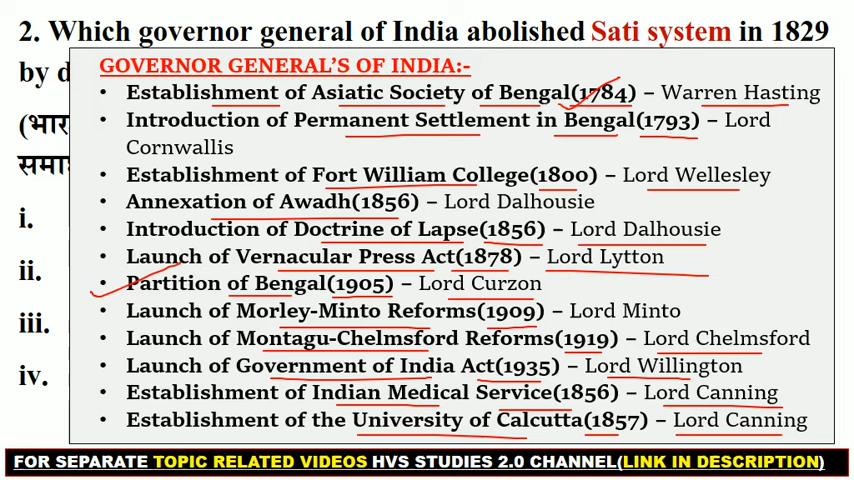 2. Which governor general of India abolished Sati system in 1829
by d
GOVERNOR GENERAL'S OF INDIA:-
(भार
समा
i.
ii.
iii.
iv.
• Establishment of Asiatic Society of Bengal(1784) – Warren Hasting
• Introduction of Permanent Settlement in Bengal(1793) – Lord
Cornwallis
• Establishment of Fort William College(1800) – Lord Wellesley
• Annexation of Awadh(1856) – Lord Dalhousie
• Introduction of Doctrine of Lapse(1856) – Lord Dalhousie
• Launch of Vernacular Press Act(1878) – Lord Lytton
• Partition of Bengal(1905) – Lord Curzon
• Launch of Morley-Minto Reforms(1909) – Lord Minto
• Launch of Montagu-Chelmsford Reforms(1919) – Lord Chelmsford
• Launch of Government of India Act(1935) – Lord Willington
• Establishment of Indian Medical Service(1856) – Lord Canning
• Establishment of the University of Calcutta(1857) – Lord Canning
FOR SEPARATE TOPIC RELATED VIDEOS HVS STUDIES 2.0 CHANNEL(LINK IN DESCRIPTION)